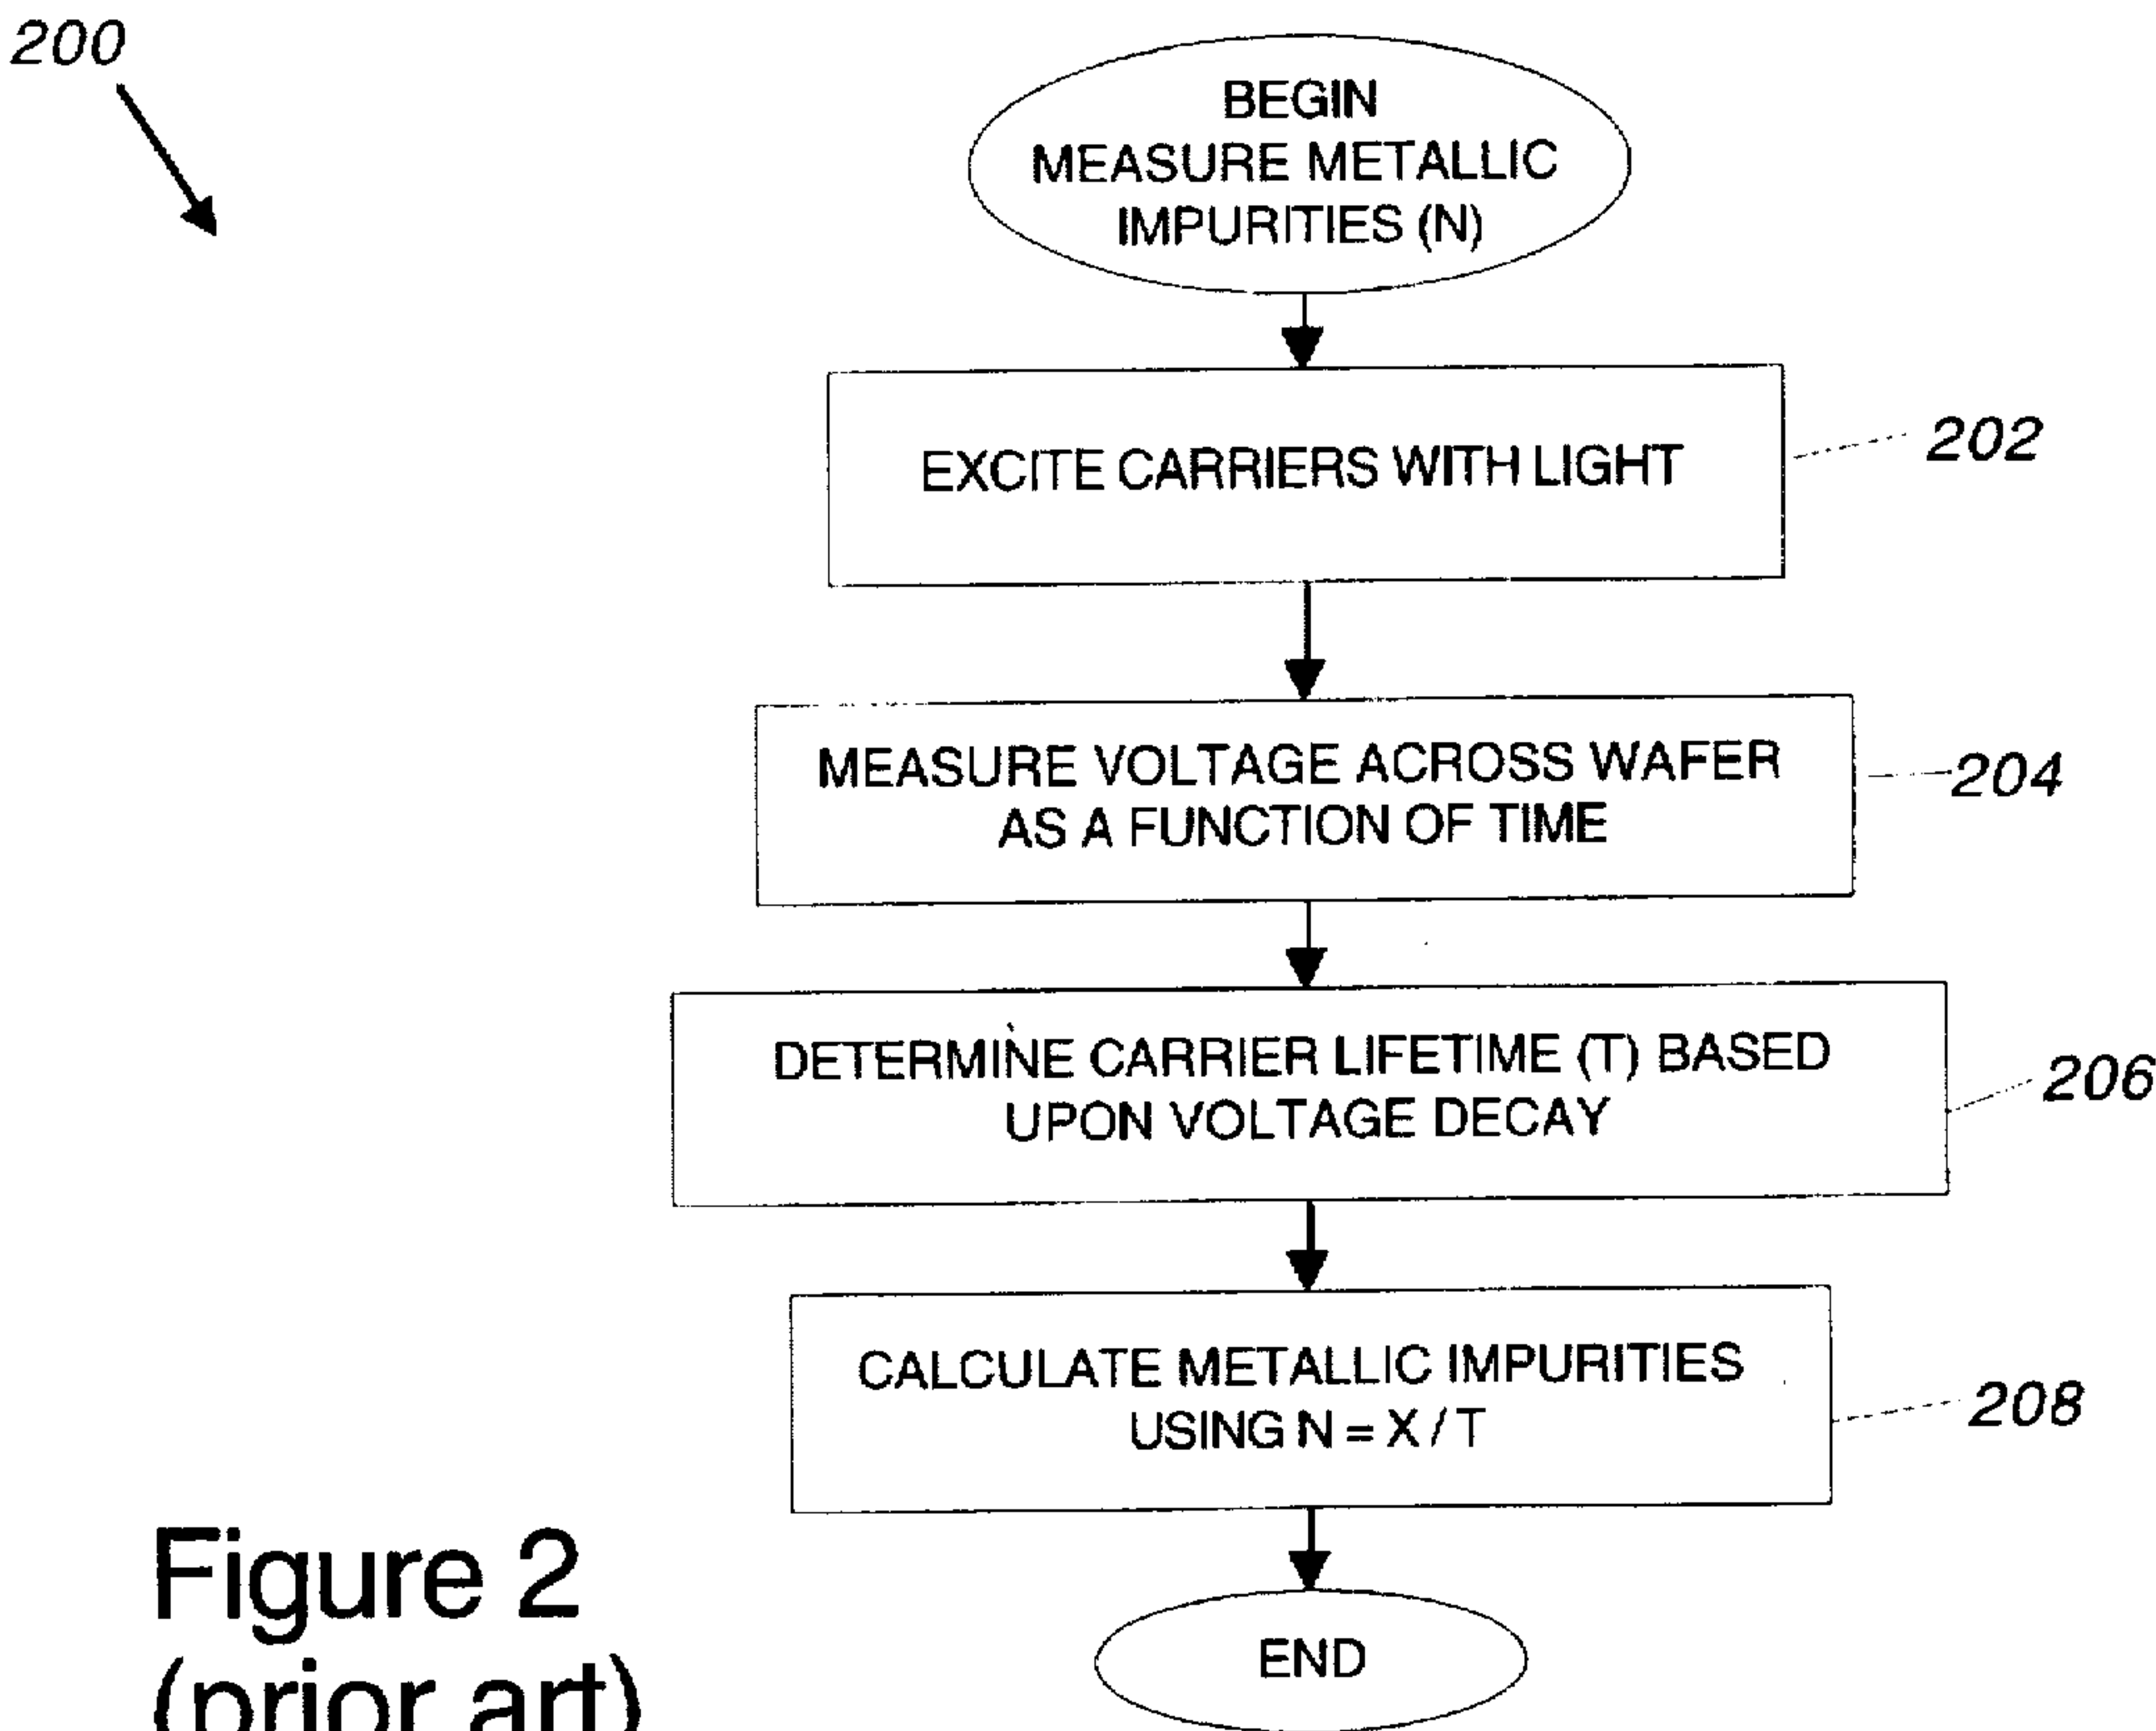 200
BEGIN
MEASURE METALLIC
IMPURITIES (N)
EXCITE CARRIERS WITH LIGHT
202
MEASURE VOLTAGE ACROSS WAFER
AS A FUNCTION OF TIME
204
DETERMINE CARRIER LIFETIME (T) BASED
UPON VOLTAGE DECAY
206
CALCULATE METALLIC IMPURITIES
USING N = X / T
208
END
Figure 2
(prior art)